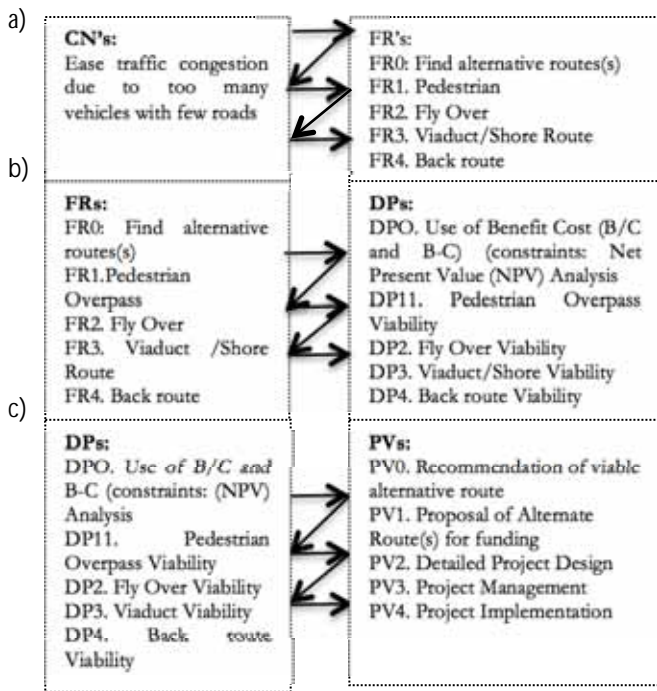 a)
CN's:
Ease traffic congestion
due to too many
vehicles with few roads
FR's:
FR0: Find alternative routes(s)
FR1. Pedestrian
FR2. Fly Over
FR3. Viaduct/Shore Route
FR4. Back route
b)
FRs:
FR0: Find alternative
routes(s)
FR1.Pedestrian
Overpass
FR2. Fly Over
FR3. Viaduct /Shore
Route
FR4. Back route
DPs:
DPO. Use of Benefit Cost (B/C
and B-C) (constraints: Net
Present Value (NPV) Analysis
DP11. Pedestrian Overpass
Viability
DP2. Fly Over Viability
DP3. Viaduct/Shore Viability
DP4. Back route Viability
c)
DPs:
DPO. Use of B/C and
B-C (constraints: (NPV)
Analysis
DP11. Pedestrian
Overpass Viability
DP2. Fly Over Viability
DP3. Viaduct Viability
DP4. Back route
Viability
PVs:
PV0. Recommendation of viable
alternative route
PV1. Proposal of Alternate
Route(s) for funding
PV2. Detailed Project Design
PV3. Project Management
PV4. Project Implementation